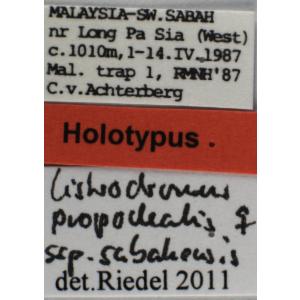 MALAYSIA-SW.SABAH
nr Long Pa Sia (West)
c.1010m,1-14.IV.1987
Mal. trap 1, RMNH'87
C.v.Achterberg
Holotypus.
Listrodromus
propodealis ♀
ssp. sabahensis
det.Riedel 2011